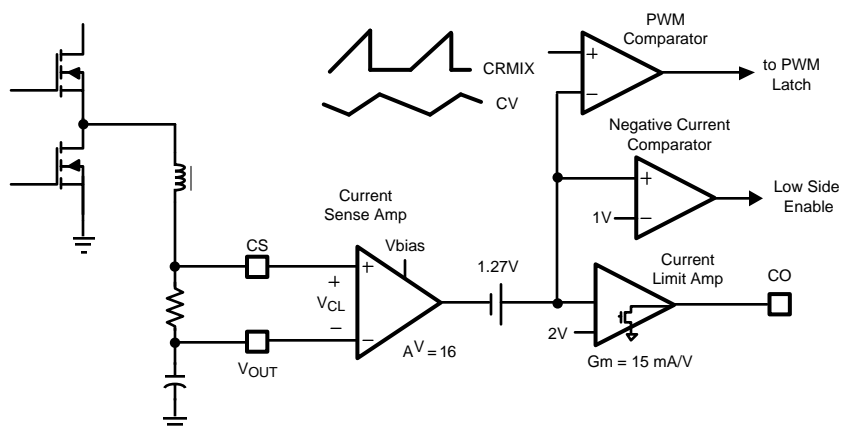 PWM
Comparator
+
−
to PWM
Latch
CRMIX
CV
Negative Current
Comparator
+
1V
−
Low Side
Enable
Current
Sense Amp
CS
Vbias
+
VCL
−
+
−
1.27V
Current
Limit Amp
CO
2V
VOUT
AV = 16
Gm = 15 mA/V